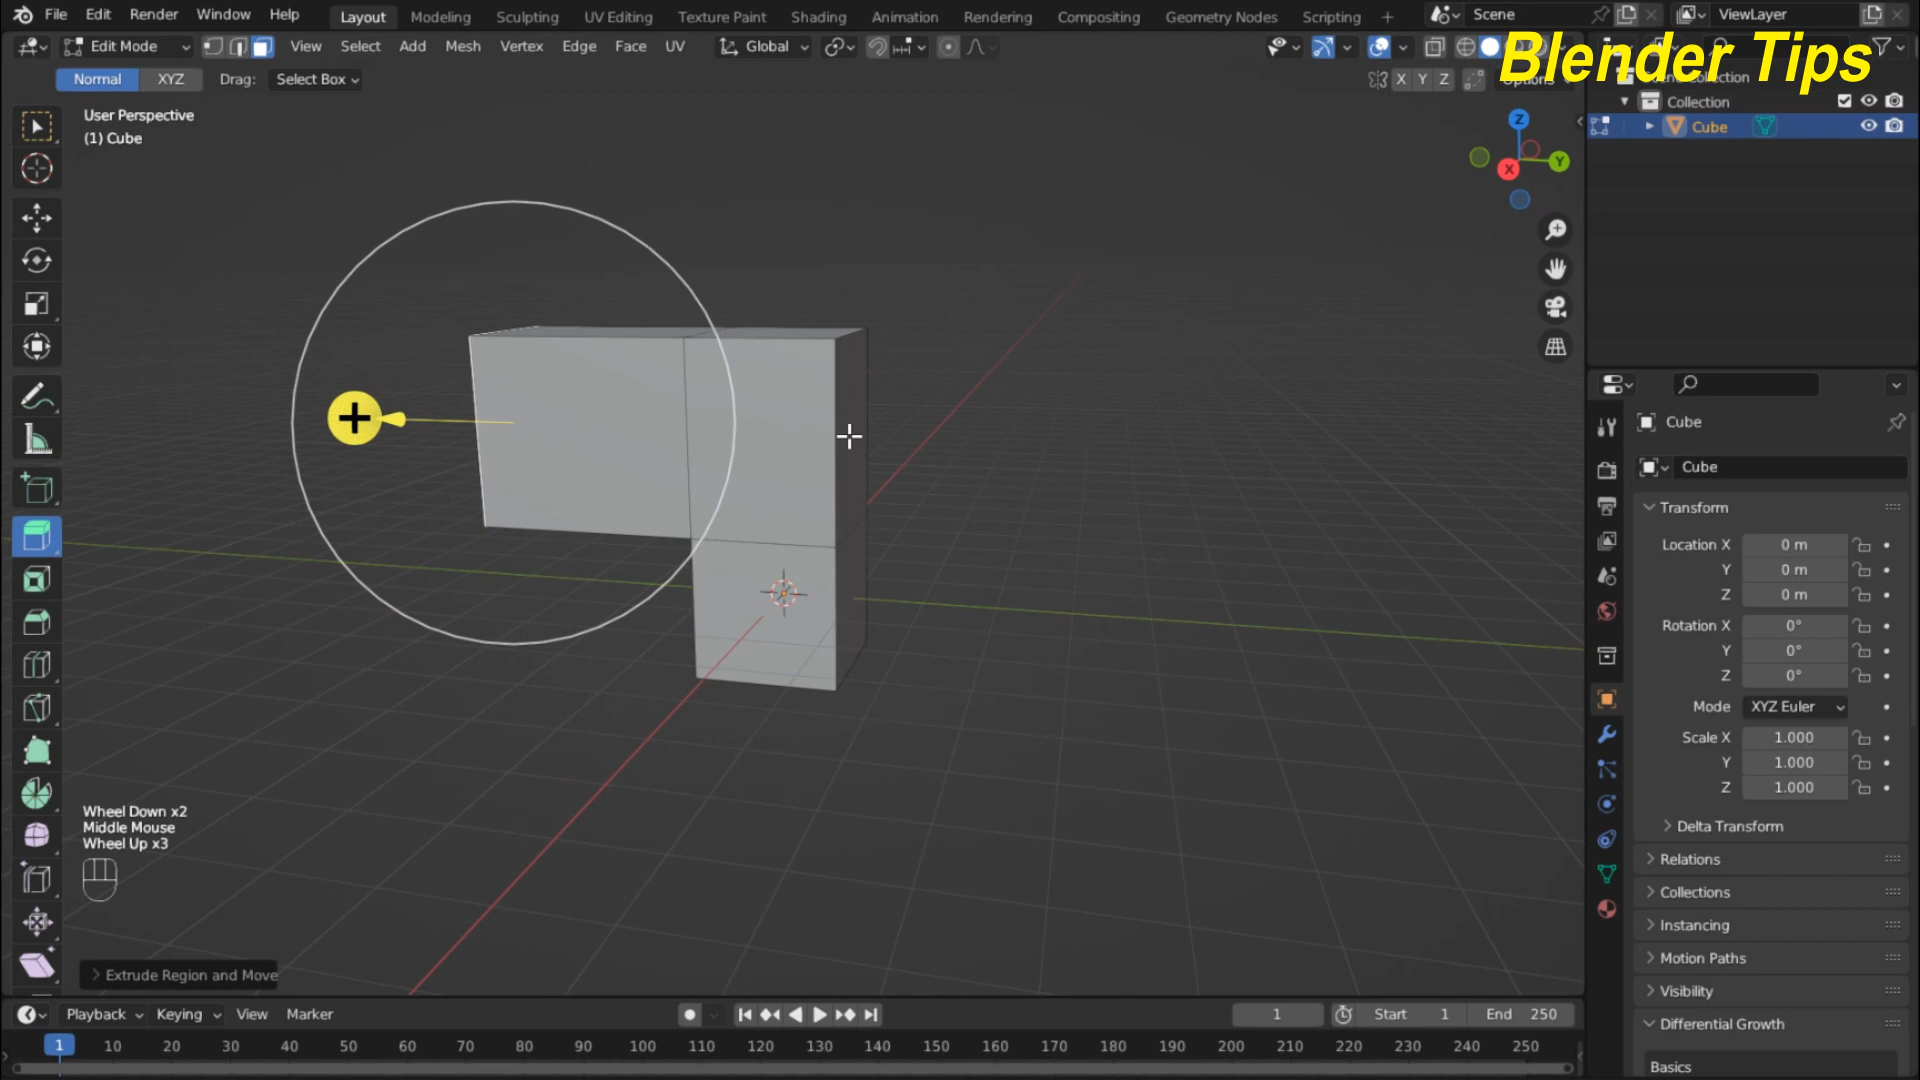 File Edit Render Window Help Layout Modeling Sculpting UV Editing Texture Paint Shading Animation Rendering Compositing Geometry Nodes Scripting + Scene ViewLayer
Edit Mode View Select Add Mesh Vertex Edge Face UV Global
Blender Tips
Normal XYZ Drag: Select Box X Y Z Options
Collection
Cube
User Perspective
(1) Cube
Z
Y
X
Cube
Cube
Transform
Location X 0 m
Y 0 m
Z 0 m
Rotation X 0°
Y 0°
Z 0°
Mode XYZ Euler
Scale X 1.000
Y 1.000
Z 1.000
Delta Transform
Relations
Collections
Instancing
Motion Paths
Visibility
Differential Growth
Basics
Wheel Down x2
Middle Mouse
Wheel Up x3
Extrude Region and Move
Playback Keying View Marker 1 Start 1 End 250
1 10 20 30 40 50 60 70 80 90 100 110 120 130 140 150 160 170 180 190 200 210 220 230 240 250